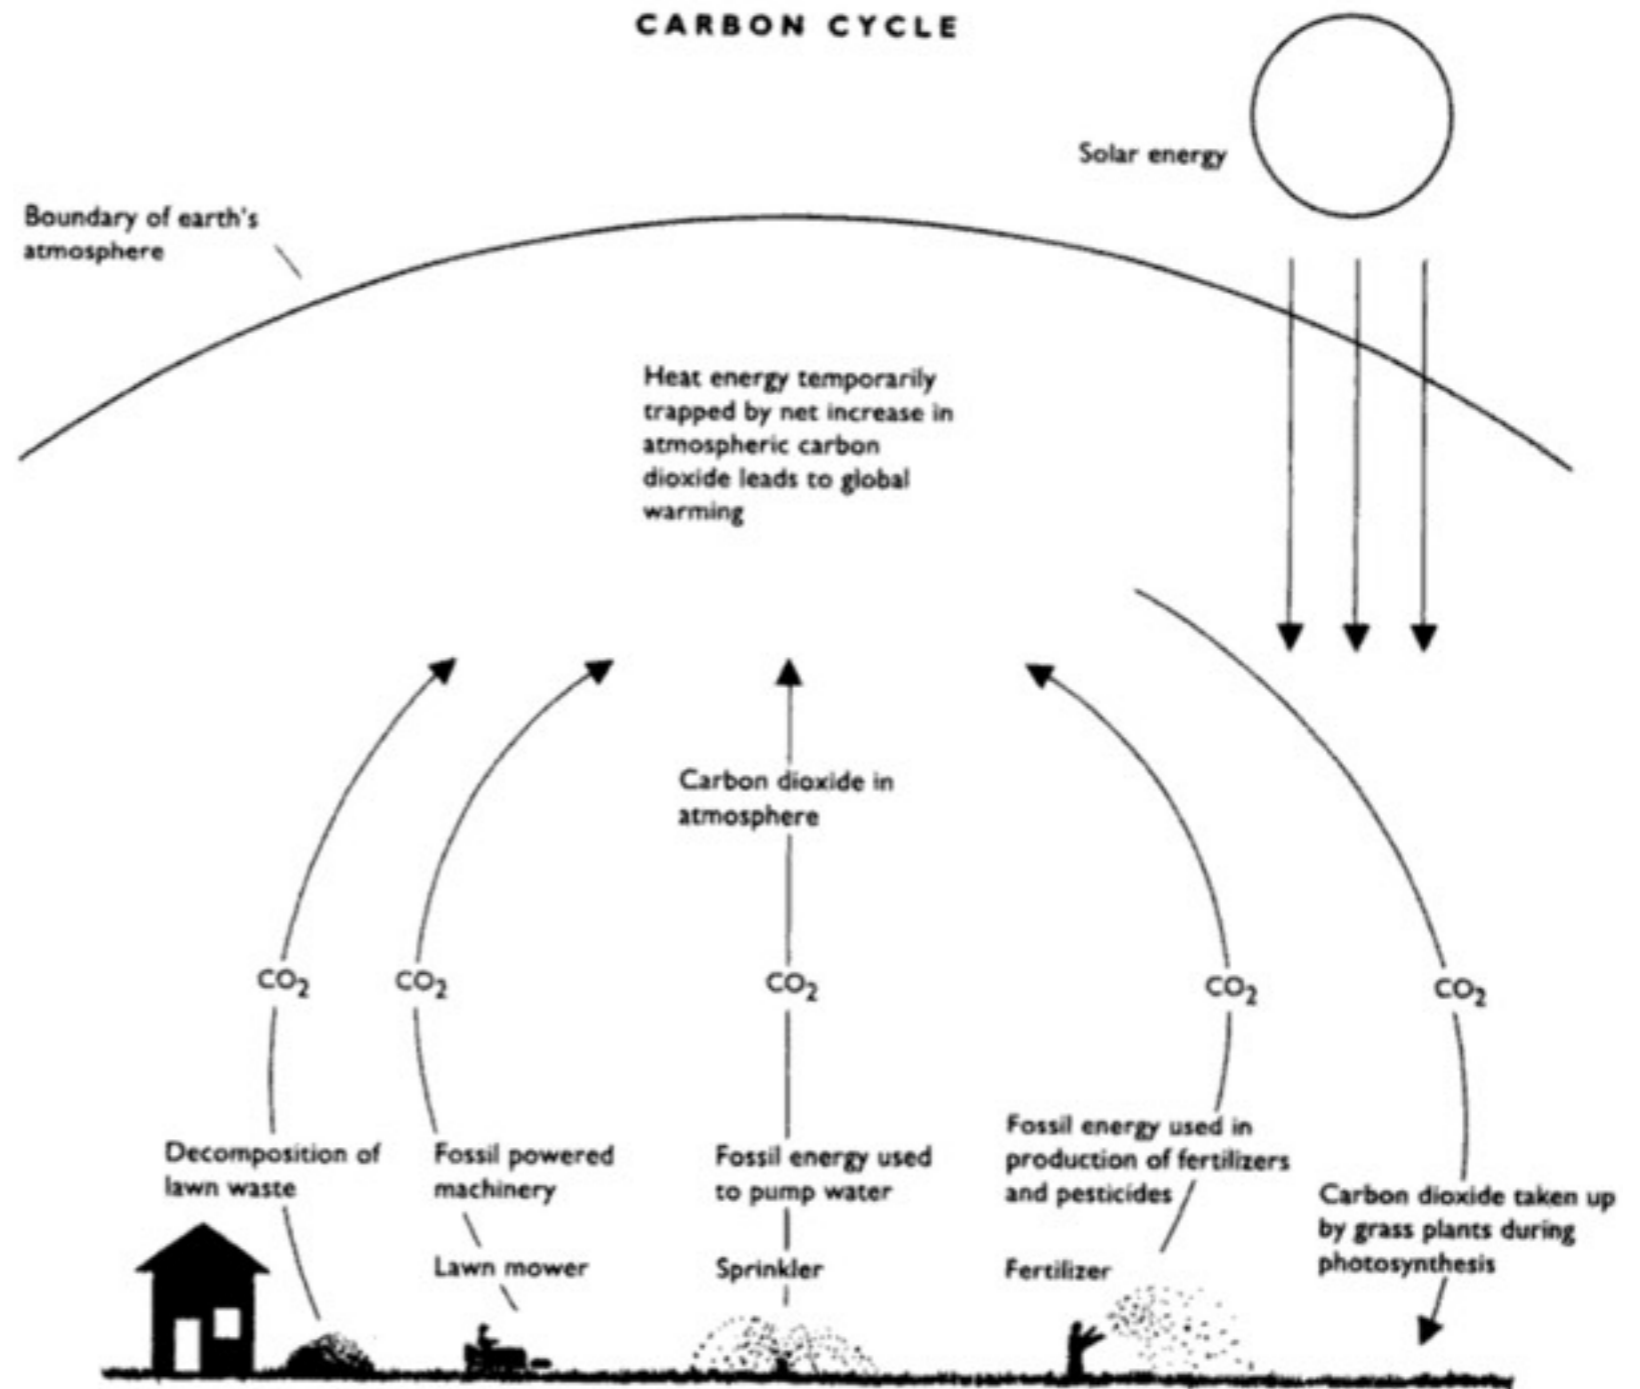 CARBON CYCLE
Solar energy
Boundary of earth's
atmosphere
Heat energy temporarily
trapped by net increase in
atmospheric carbon
dioxide leads to global
warming
Carbon dioxide in
atmosphere
CO₂
CO₂
CO₂
CO₂
CO₂
Decomposition of
lawn waste
Fossil powered
machinery
Lawn mower
Fossil energy used
to pump water
Sprinkler
Fossil energy used in
production of fertilizers
and pesticides
Fertilizer
Carbon dioxide taken up
by grass plants during
photosynthesis